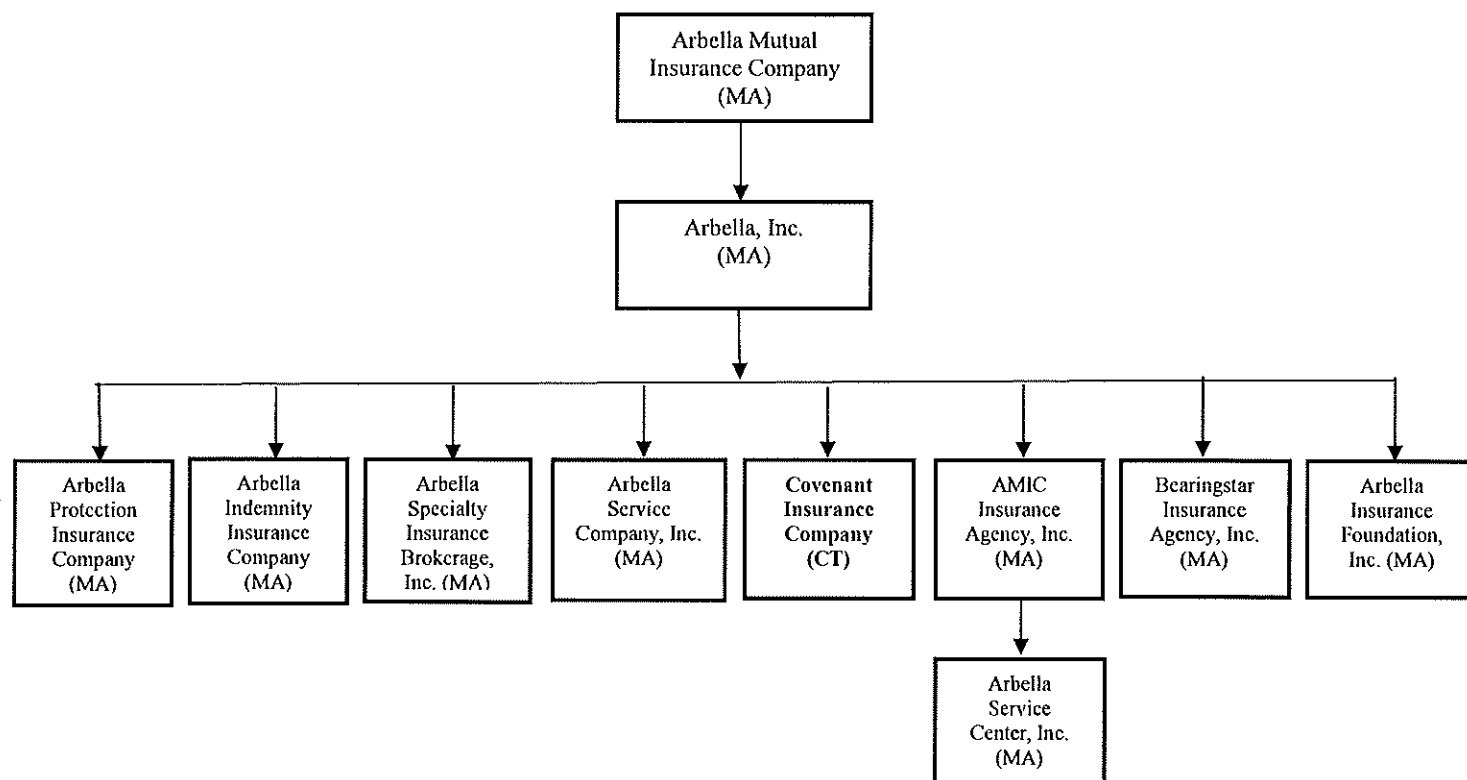 Arbella Mutual
Insurance Company
(MA)
Arbella, Inc.
(MA)
Arbella
Protection
Insurance
Company
(MA)
Arbella
Indemnity
Insurance
Company
(MA)
Arbella
Specialty
Insurance
Brokerage,
Inc. (MA)
Arbella
Service
Company, Inc.
(MA)
Covenant
Insurance
Company
(CT)
AMIC
Insurance
Agency, Inc.
(MA)
Bearingstar
Insurance
Agency, Inc.
(MA)
Arbella
Insurance
Foundation,
Inc. (MA)
Arbella
Service
Center, Inc.
(MA)